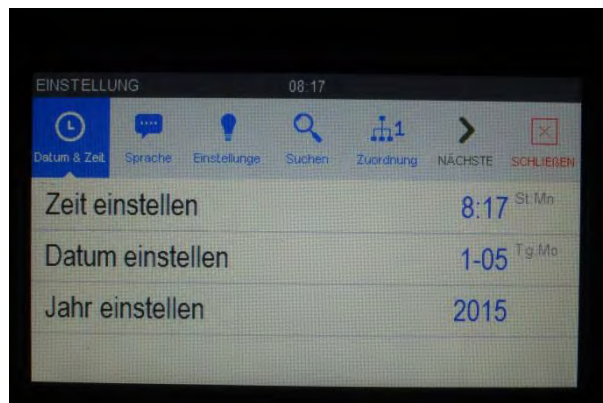 EINSTELLUNG 08:17
Datum & Zeit Sprache Einstellunge Suchen 1 Zuordnung NÄCHSTE SCHLIEßEN
Zeit einstellen 8:17 St:Mn
Datum einstellen 1-05 Tg.Mo
Jahr einstellen 2015